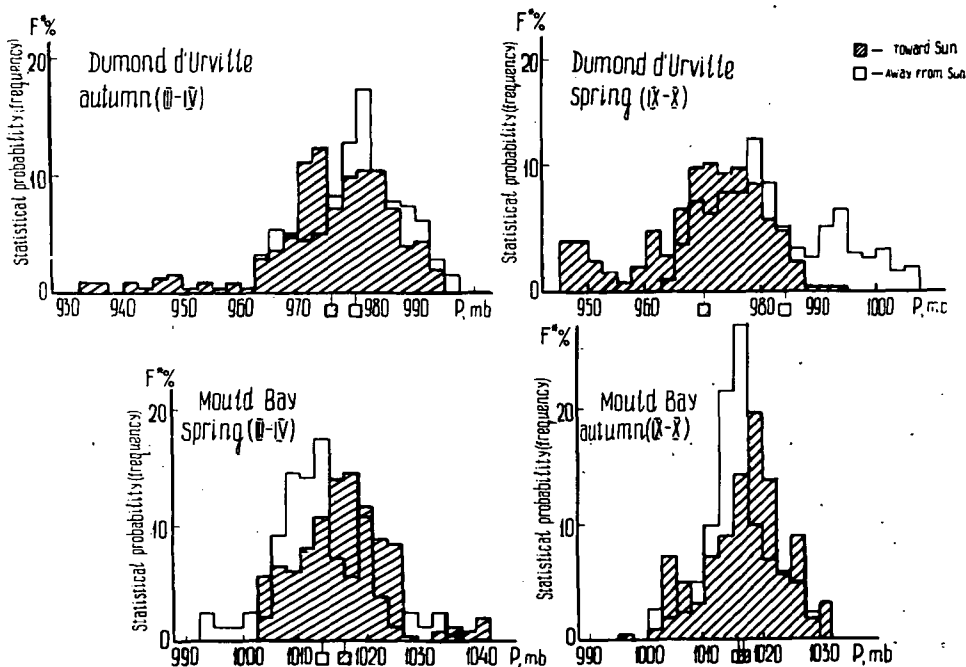 F*%
20
10
0
Statistical probability (frequency)
Dumond d'Urville
autumn (III-IV)
930 940 950 960 970 980 990 P, mb
F*%
20
10
0
Statistical probability (frequency)
Dumond d'Urville
spring (IX-X)
950 960 980 990 1000 P, mb
— Toward Sun
— Away from Sun
F*%
20
10
0
Statistical probability (frequency)
Mould Bay
spring (III-IV)
990 1000 1010 1020 1030 1040 P, mb
F*%
20
10
0
Statistical probability (frequency)
Mould Bay
autumn (IX-X)
990 1000 1010 1020 1030 P, mb